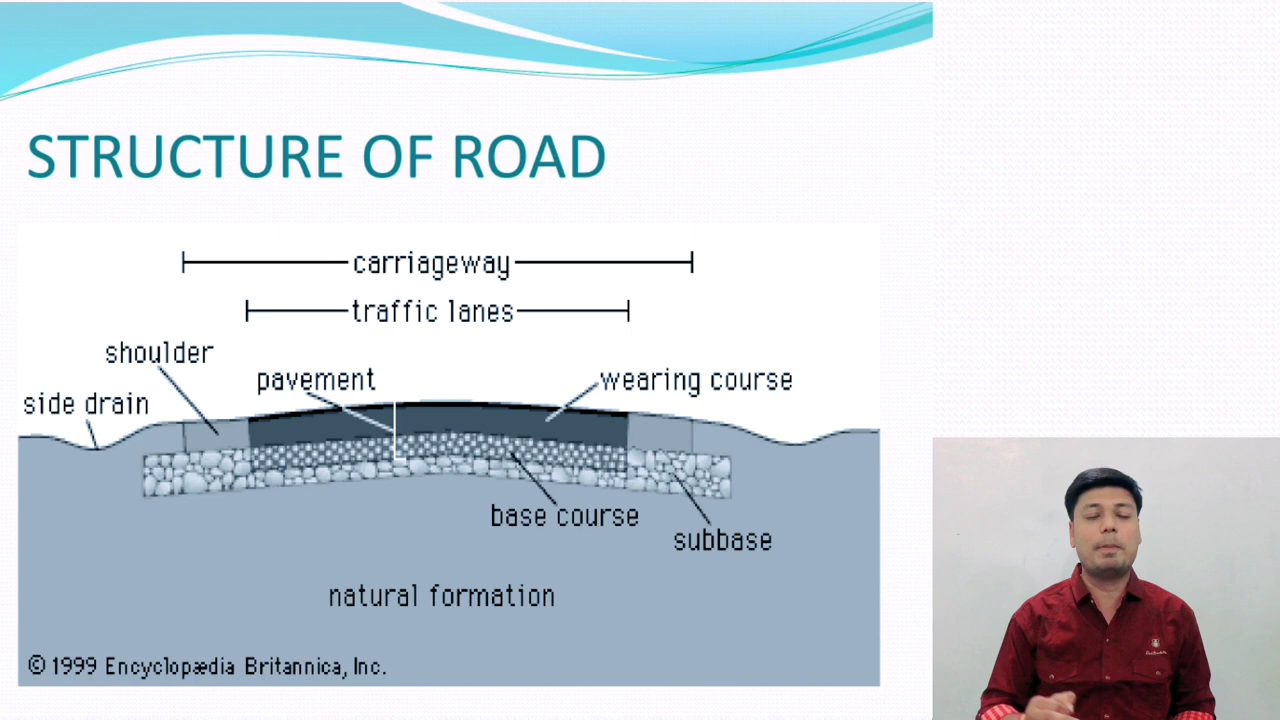 STRUCTURE OF ROAD
carriageway
traffic lanes
shoulder
pavement
wearing course
side drain
base course
subbase
natural formation
© 1999 Encyclopædia Britannica, Inc.